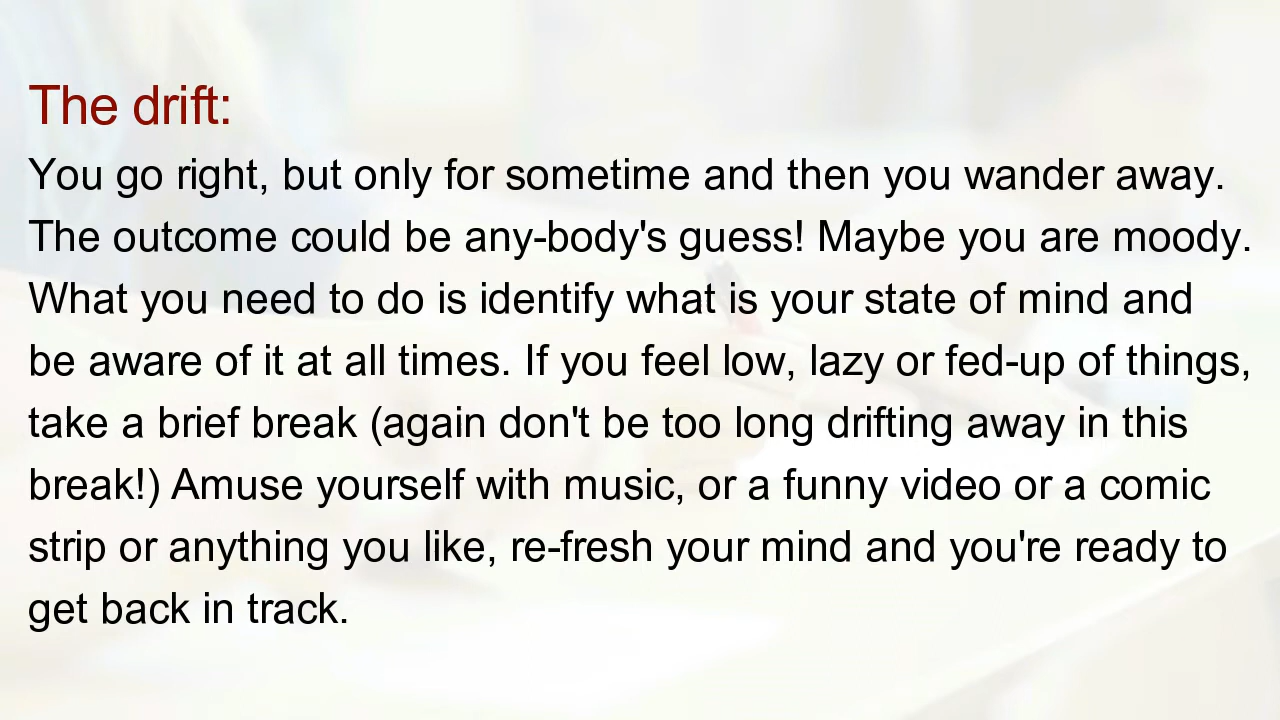 The drift:
You go right, but only for sometime and then you wander away.
The outcome could be any-body's guess! Maybe you are moody.
What you need to do is identify what is your state of mind and
be aware of it at all times. If you feel low, lazy or fed-up of things,
take a brief break (again don't be too long drifting away in this
break!) Amuse yourself with music, or a funny video or a comic
strip or anything you like, re-fresh your mind and you're ready to
get back in track.